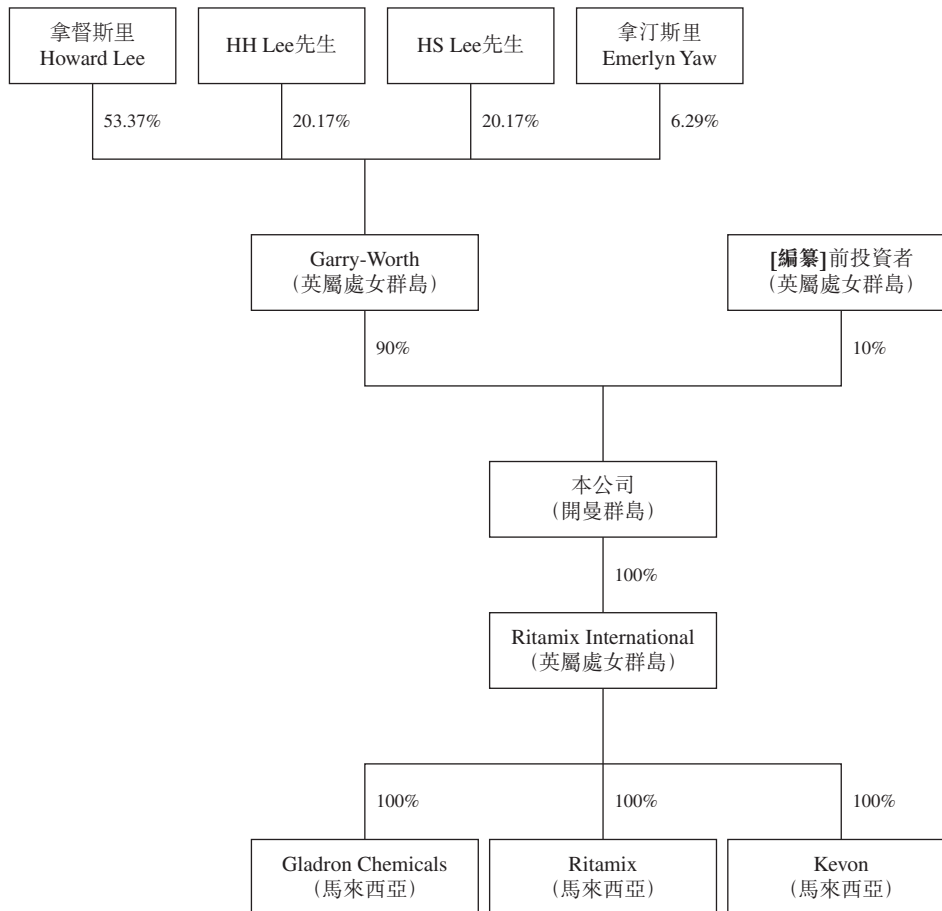 拿督斯里
Howard Lee
HH Lee先生
HS Lee先生
拿汀斯里
Emerlyn Yaw
53.37%
20.17%
20.17%
6.29%
Garry-Worth
(英屬處女群島)
[編纂]前投資者
(英屬處女群島)
90%
10%
本公司
(開曼群島)
100%
Ritamix International
(英屬處女群島)
100%
100%
100%
Gladron Chemicals
(馬來西亞)
Ritamix
(馬來西亞)
Kevon
(馬來西亞)